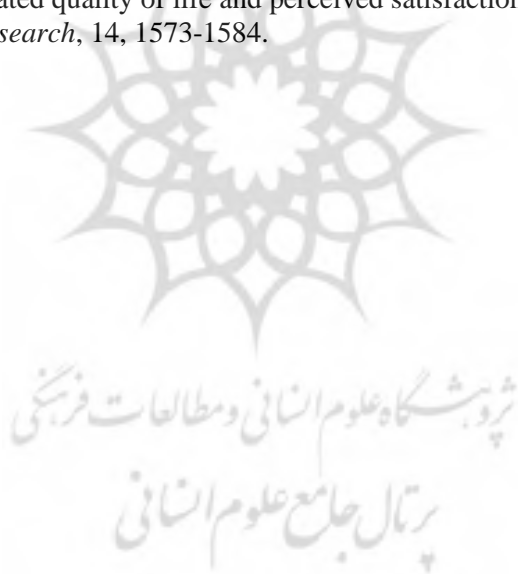 ated quality of life and perceived satisfaction
search, 14, 1573-1584.
پژوهشگاه علوم انسانی و مطالعات فرهنگی
پرتال جامع علوم انسانی